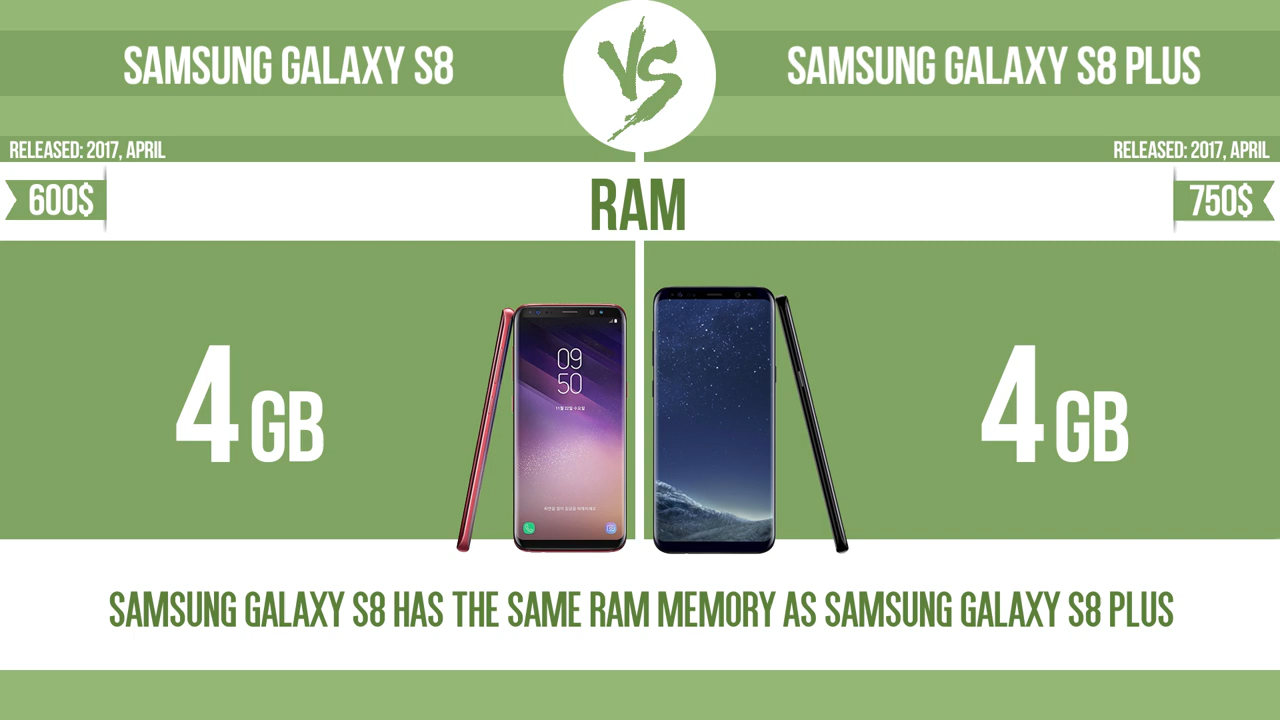 SAMSUNG GALAXY S8
VS
SAMSUNG GALAXY S8 PLUS
RELEASED: 2017, APRIL
RELEASED: 2017, APRIL
600$
RAM
750$
09
50
4 GB
4 GB
SAMSUNG GALAXY S8 HAS THE SAME RAM MEMORY AS SAMSUNG GALAXY S8 PLUS